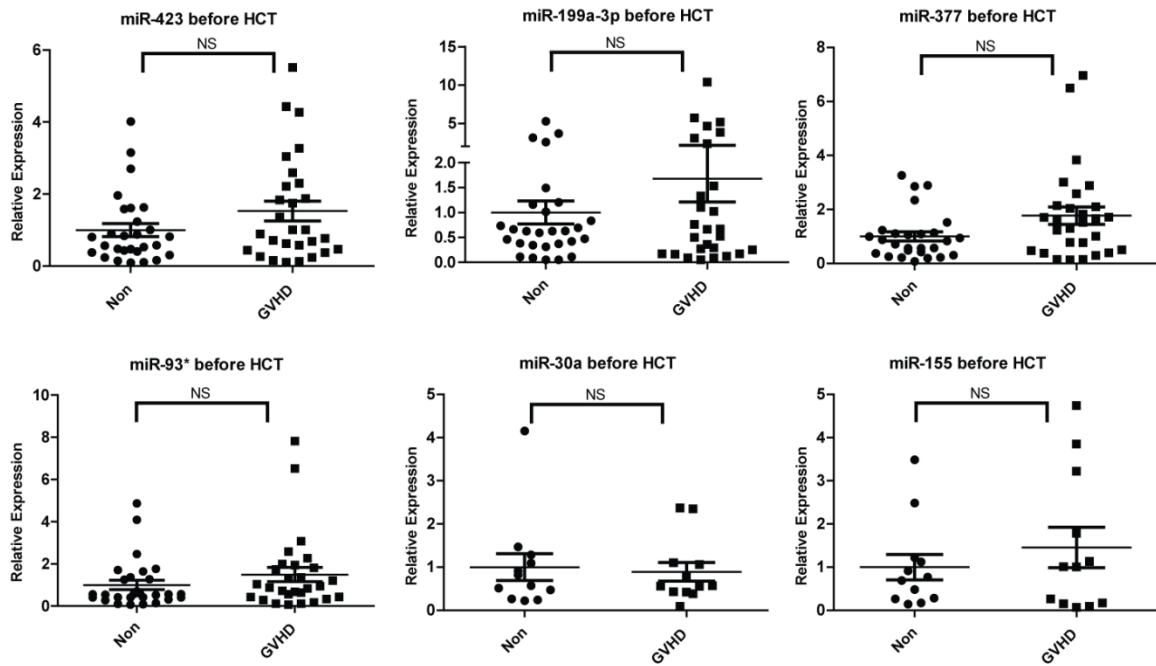 miR-423 before HCT
NS
Relative Expression
6
4
2
0
Non
GVHD
miR-199a-3p before HCT
NS
Relative Expression
15
10
5
2.0
1.5
1.0
0.5
0.0
Non
GVHD
miR-377 before HCT
NS
Relative Expression
8
6
4
2
0
Non
GVHD
miR-93* before HCT
NS
Relative Expression
10
8
6
4
2
0
Non
GVHD
miR-30a before HCT
NS
Relative Expression
5
4
3
2
1
0
Non
GVHD
miR-155 before HCT
NS
Relative Expression
5
4
3
2
1
0
Non
GVHD